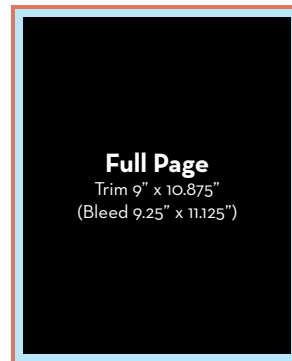 Full Page
Trim 9” x 10.875”
(Bleed 9.25” x 11.125”)